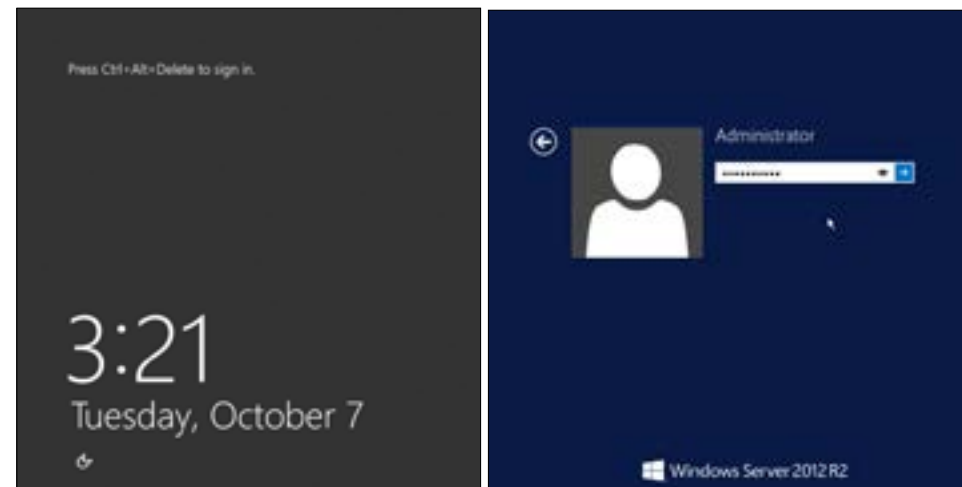 Press Ctrl+Alt+Delete to sign in.
3:21
Tuesday, October 7
Administrator
Windows Server 2012 R2